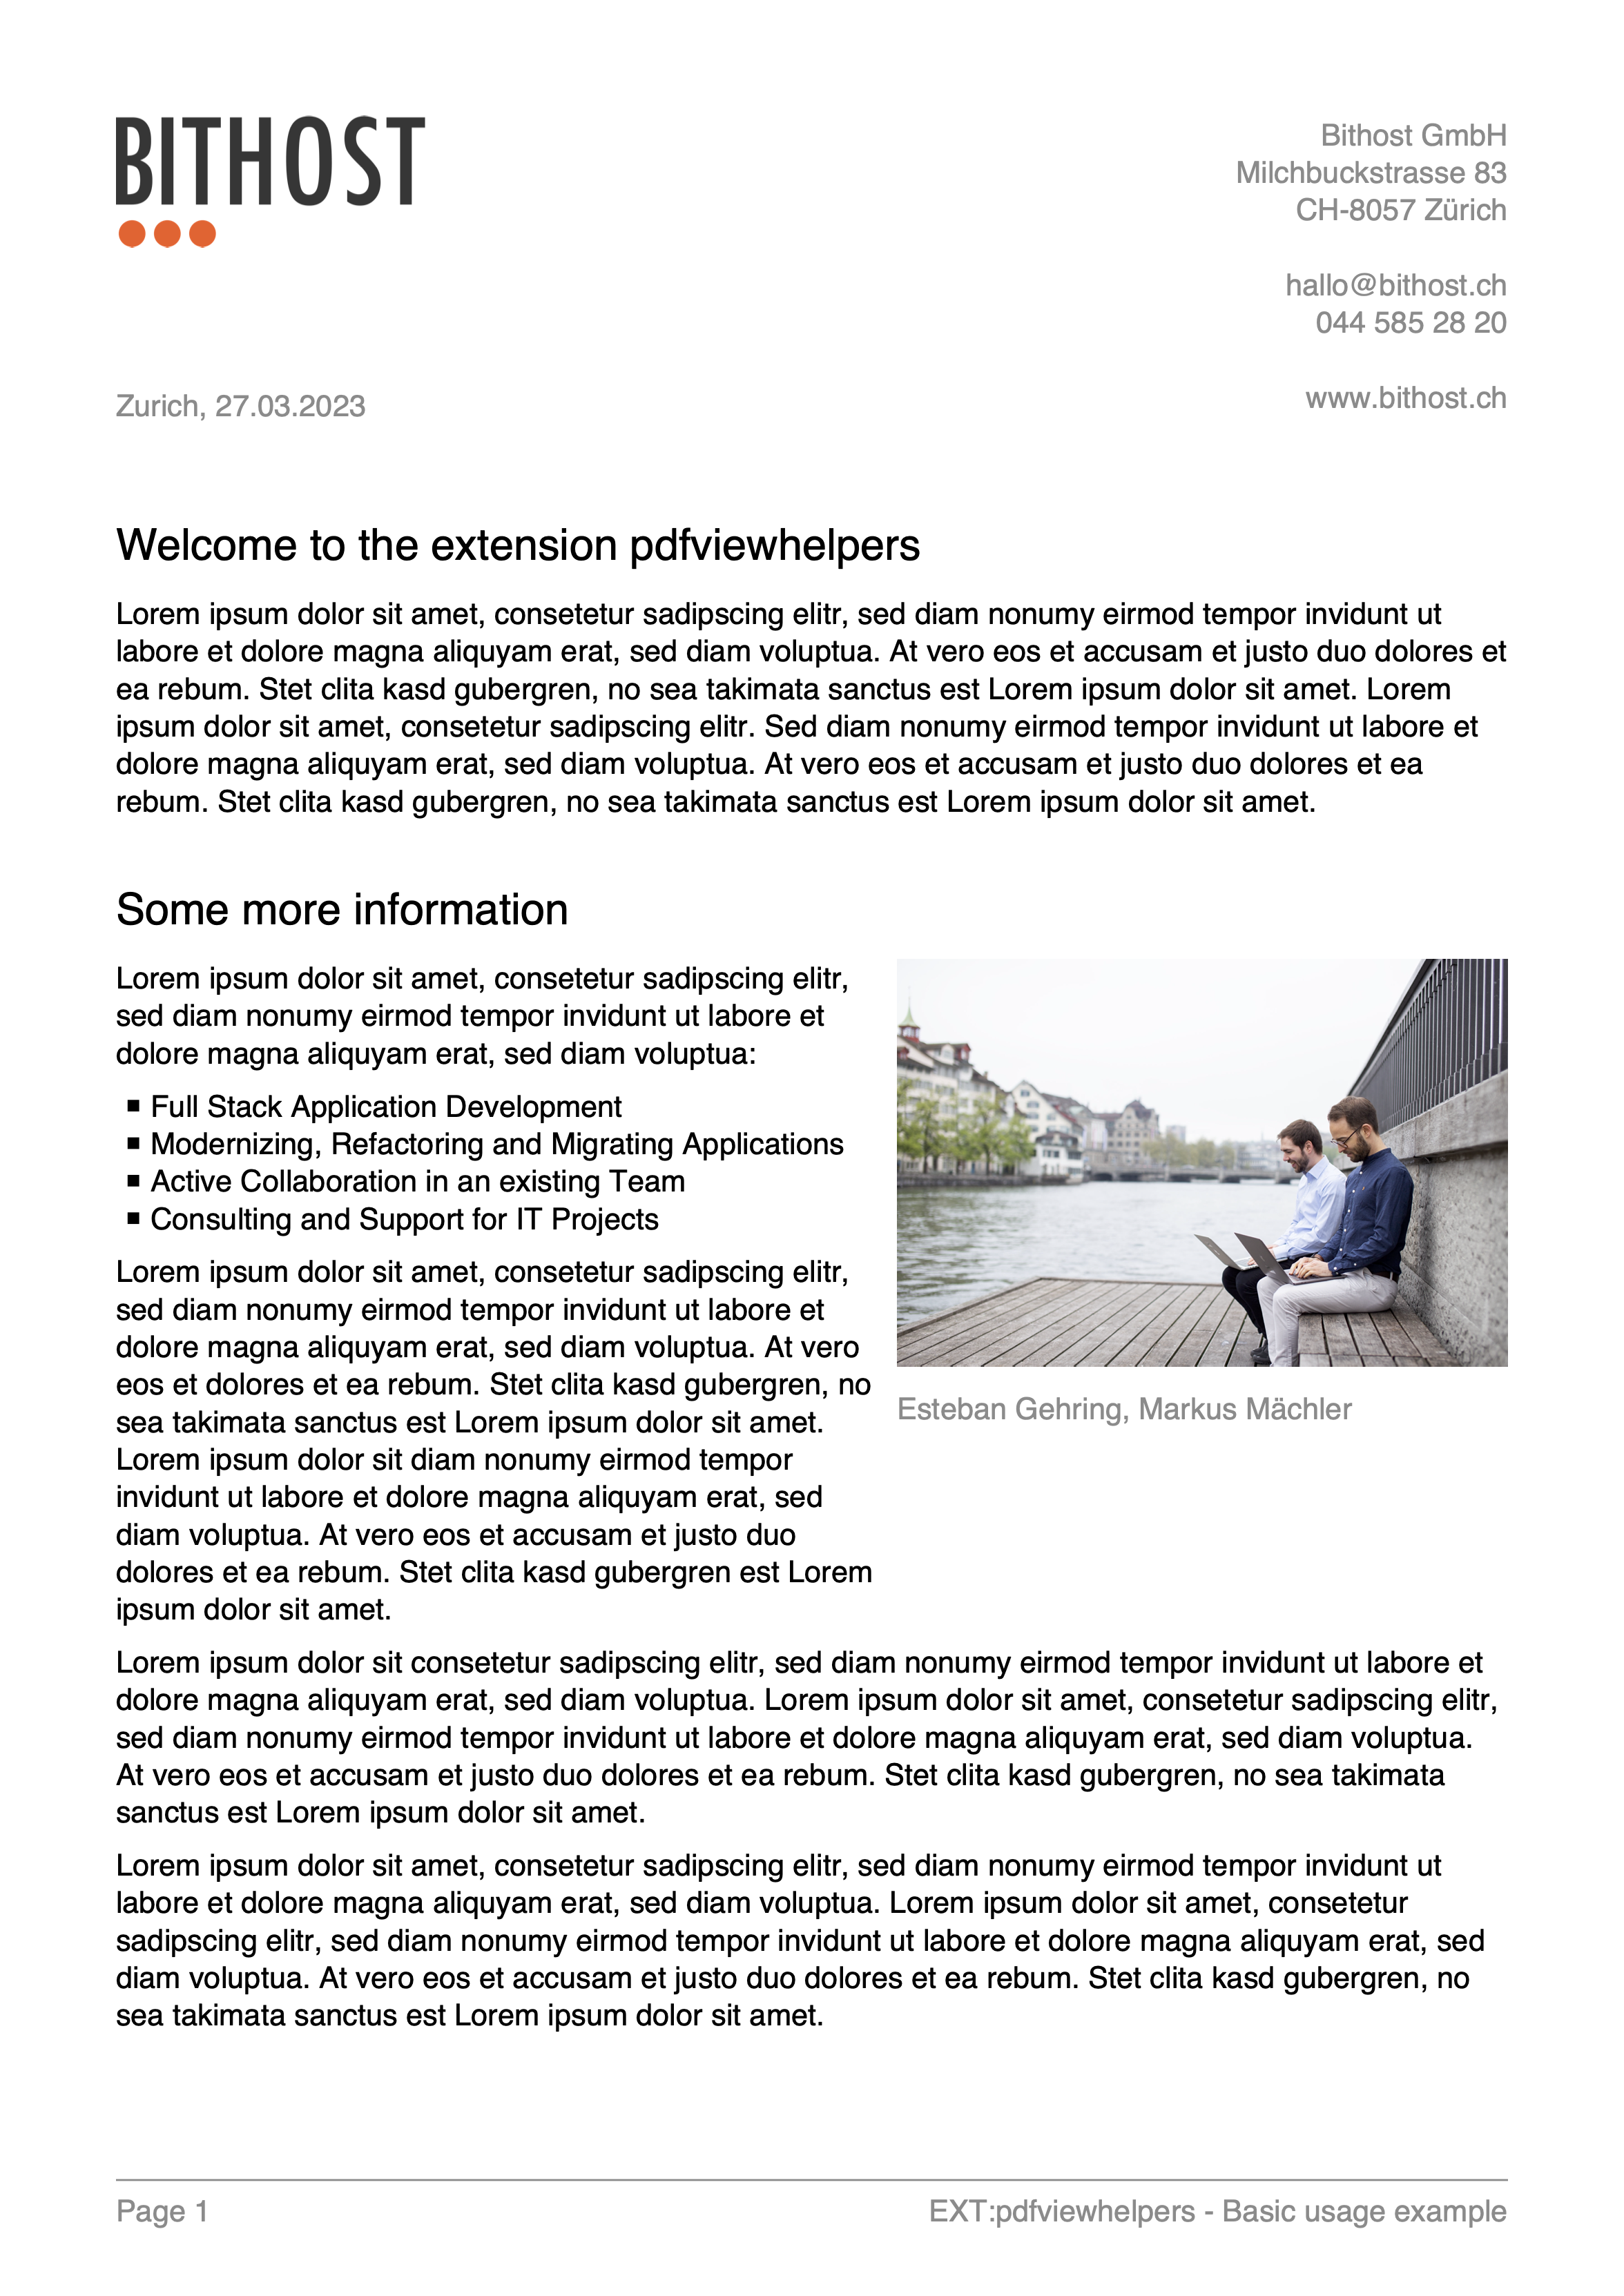 BITHOST
Bithost GmbH
Milchbuckstrasse 83
CH-8057 Zürich
hallo@bithost.ch
044 585 28 20
www.bithost.ch
Zurich, 27.03.2023
Welcome to the extension pdfviewhelpers
Lorem ipsum dolor sit amet, consetetur sadipscing elitr, sed diam nonumy eirmod tempor invidunt ut
labore et dolore magna aliquyam erat, sed diam voluptua. At vero eos et accusam et justo duo dolores et
ea rebum. Stet clita kasd gubergren, no sea takimata sanctus est Lorem ipsum dolor sit amet. Lorem
ipsum dolor sit amet, consetetur sadipscing elitr. Sed diam nonumy eirmod tempor invidunt ut labore et
dolore magna aliquyam erat, sed diam voluptua. At vero eos et accusam et justo duo dolores et ea
rebum. Stet clita kasd gubergren, no sea takimata sanctus est Lorem ipsum dolor sit amet.
Some more information
Lorem ipsum dolor sit amet, consetetur sadipscing elitr,
sed diam nonumy eirmod tempor invidunt ut labore et
dolore magna aliquyam erat, sed diam voluptua:
▪ Full Stack Application Development
▪ Modernizing, Refactoring and Migrating Applications
▪ Active Collaboration in an existing Team
▪ Consulting and Support for IT Projects
Lorem ipsum dolor sit amet, consetetur sadipscing elitr,
sed diam nonumy eirmod tempor invidunt ut labore et
dolore magna aliquyam erat, sed diam voluptua. At vero
eos et dolores et ea rebum. Stet clita kasd gubergren, no
sea takimata sanctus est Lorem ipsum dolor sit amet.
Lorem ipsum dolor sit diam nonumy eirmod tempor
invidunt ut labore et dolore magna aliquyam erat, sed
diam voluptua. At vero eos et accusam et justo duo
dolores et ea rebum. Stet clita kasd gubergren est Lorem
ipsum dolor sit amet.
Esteban Gehring, Markus Mächler
Lorem ipsum dolor sit consetetur sadipscing elitr, sed diam nonumy eirmod tempor invidunt ut labore et
dolore magna aliquyam erat, sed diam voluptua. Lorem ipsum dolor sit amet, consetetur sadipscing elitr,
sed diam nonumy eirmod tempor invidunt ut labore et dolore magna aliquyam erat, sed diam voluptua.
At vero eos et accusam et justo duo dolores et ea rebum. Stet clita kasd gubergren, no sea takimata
sanctus est Lorem ipsum dolor sit amet.
Lorem ipsum dolor sit amet, consetetur sadipscing elitr, sed diam nonumy eirmod tempor invidunt ut
labore et dolore magna aliquyam erat, sed diam voluptua. Lorem ipsum dolor sit amet, consetetur
sadipscing elitr, sed diam nonumy eirmod tempor invidunt ut labore et dolore magna aliquyam erat, sed
diam voluptua. At vero eos et accusam et justo duo dolores et ea rebum. Stet clita kasd gubergren, no
sea takimata sanctus est Lorem ipsum dolor sit amet.
Page 1
EXT:pdfviewhelpers - Basic usage example